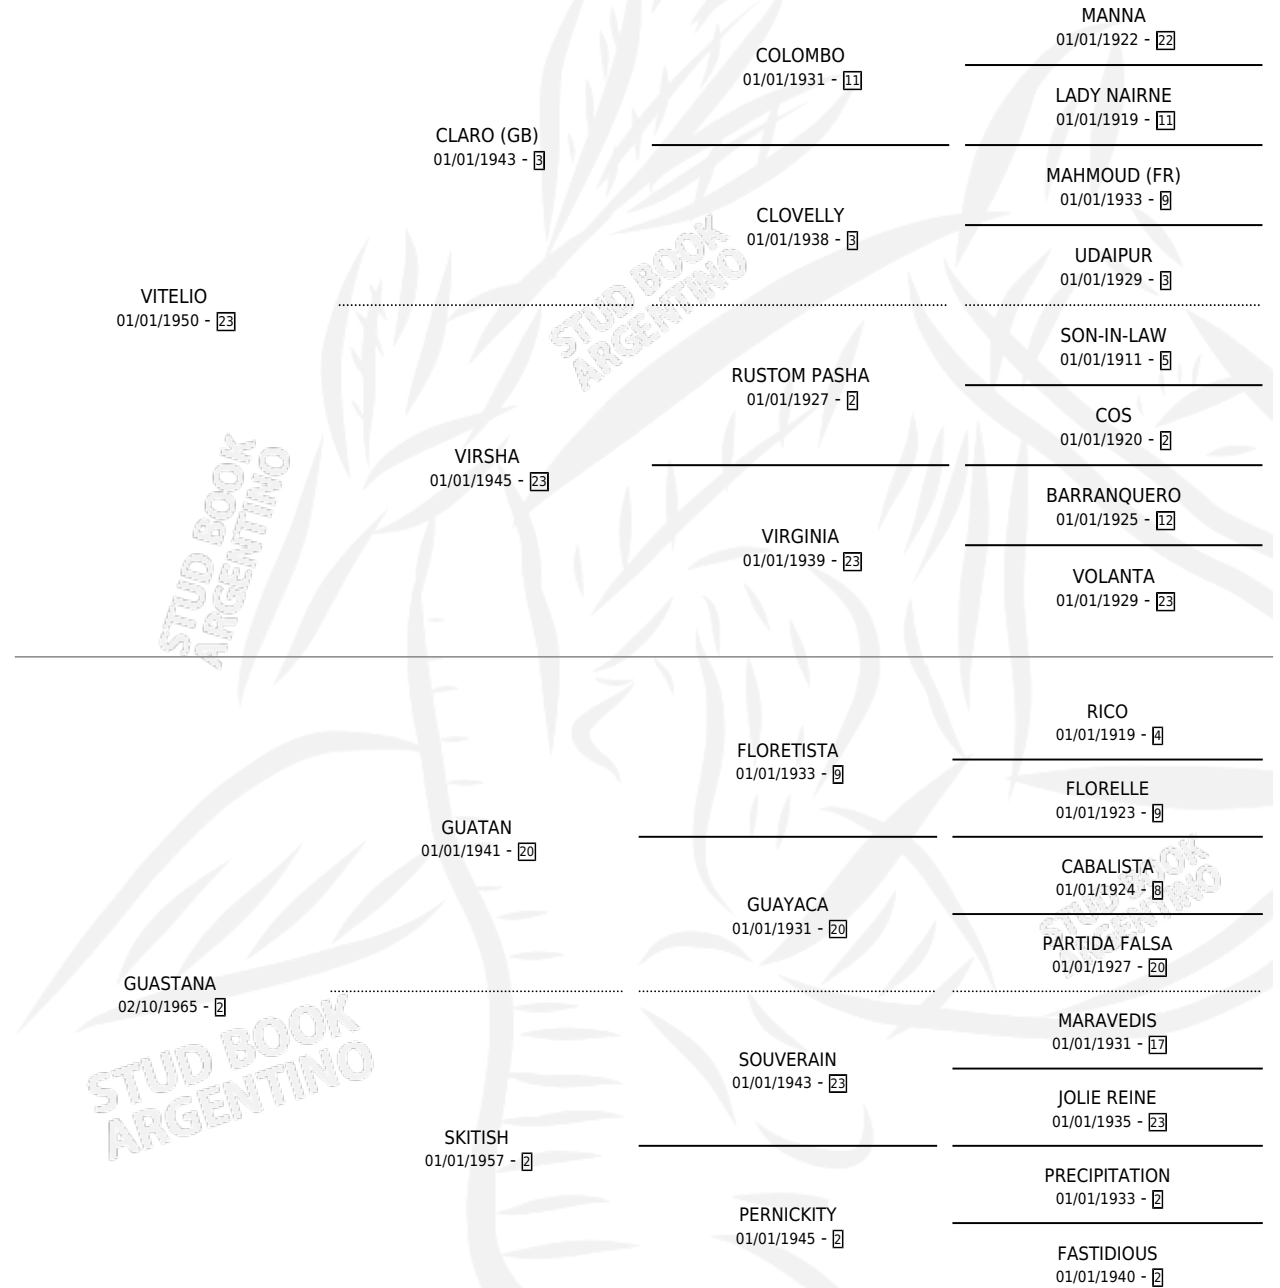 MANNA
01/01/1922 - 22
COLOMBO
01/01/1931 - 11
LADY NAIRNE
01/01/1919 - 11
CLARO (GB)
01/01/1943 - 3
MAHMOUD (FR)
01/01/1933 - 9
CLOVELLY
01/01/1938 - 3
UDAIPUR
01/01/1929 - 3
VITELIO
01/01/1950 - 23
SON-IN-LAW
01/01/1911 - 5
RUSTOM PASHA
01/01/1927 - 2
COS
01/01/1920 - 2
VIRSHA
01/01/1945 - 23
BARRANQUERO
01/01/1925 - 12
VIRGINIA
01/01/1939 - 23
VOLANTA
01/01/1929 - 23
STUD BOOK
ARGENTINO
STUD BOOK
ARGENTINO
RICO
01/01/1919 - 4
FLORETISTA
01/01/1933 - 9
FLORELLE
01/01/1923 - 9
GUATAN
01/01/1941 - 20
CABALISTA
01/01/1924 - 8
GUAYACA
01/01/1931 - 20
PARTIDA FALSA
01/01/1927 - 20
GUASTANA
02/10/1965 - 2
MARAVEDIS
01/01/1931 - 17
SOUVERAIN
01/01/1943 - 23
JOLIE REINE
01/01/1935 - 23
SKITISH
01/01/1957 - 2
PRECIPITATION
01/01/1933 - 2
PERNICKITY
01/01/1945 - 2
FASTIDIOUS
01/01/1940 - 2
STUD BOOK
ARGENTINO
STUD BOOK
ARGENTINO